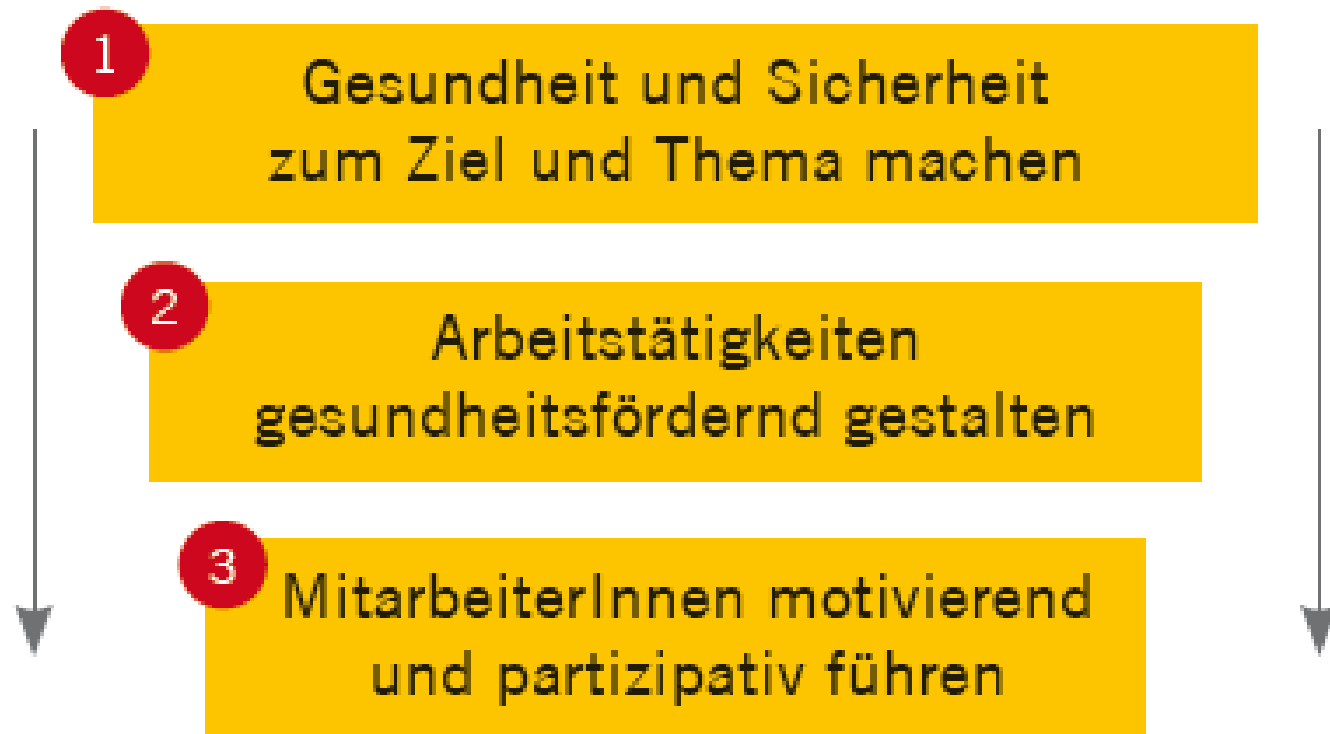 1
Gesundheit und Sicherheit
zum Ziel und Thema machen
2
Arbeitstätigkeiten
gesundheitsfördernd gestalten
3
MitarbeiterInnen motivierend
und partizipativ führen